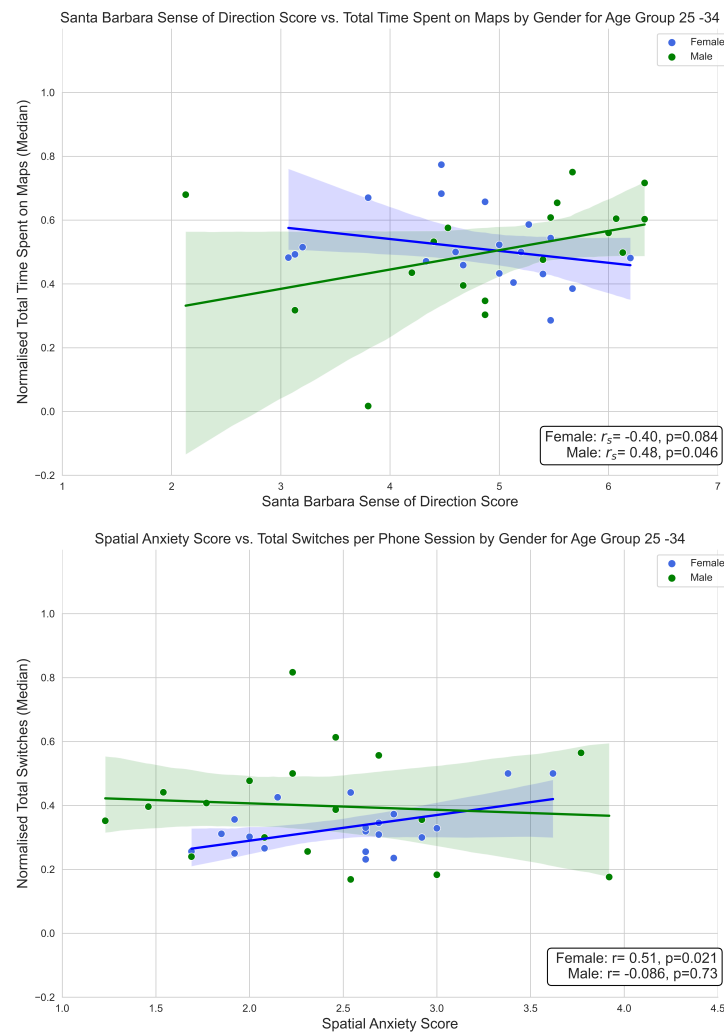 Santa Barbara Sense of Direction Score vs. Total Time Spent on Maps by Gender for Age Group 25 -34
Female
Male
Normalised Total Time Spent on Maps (Median)
1.0
0.8
0.6
0.4
0.2
0.0
−0.2
Female: rs= -0.40, p=0.084
Male: rs= 0.48, p=0.046
1 2 3 4 5 6 7
Santa Barbara Sense of Direction Score
Spatial Anxiety Score vs. Total Switches per Phone Session by Gender for Age Group 25 -34
Female
Male
Normalised Total Switches (Median)
1.0
0.8
0.6
0.4
0.2
0.0
−0.2
Female: r= 0.51, p=0.021
Male: r= -0.086, p=0.73
1.0 1.5 2.0 2.5 3.0 3.5 4.0 4.5
Spatial Anxiety Score